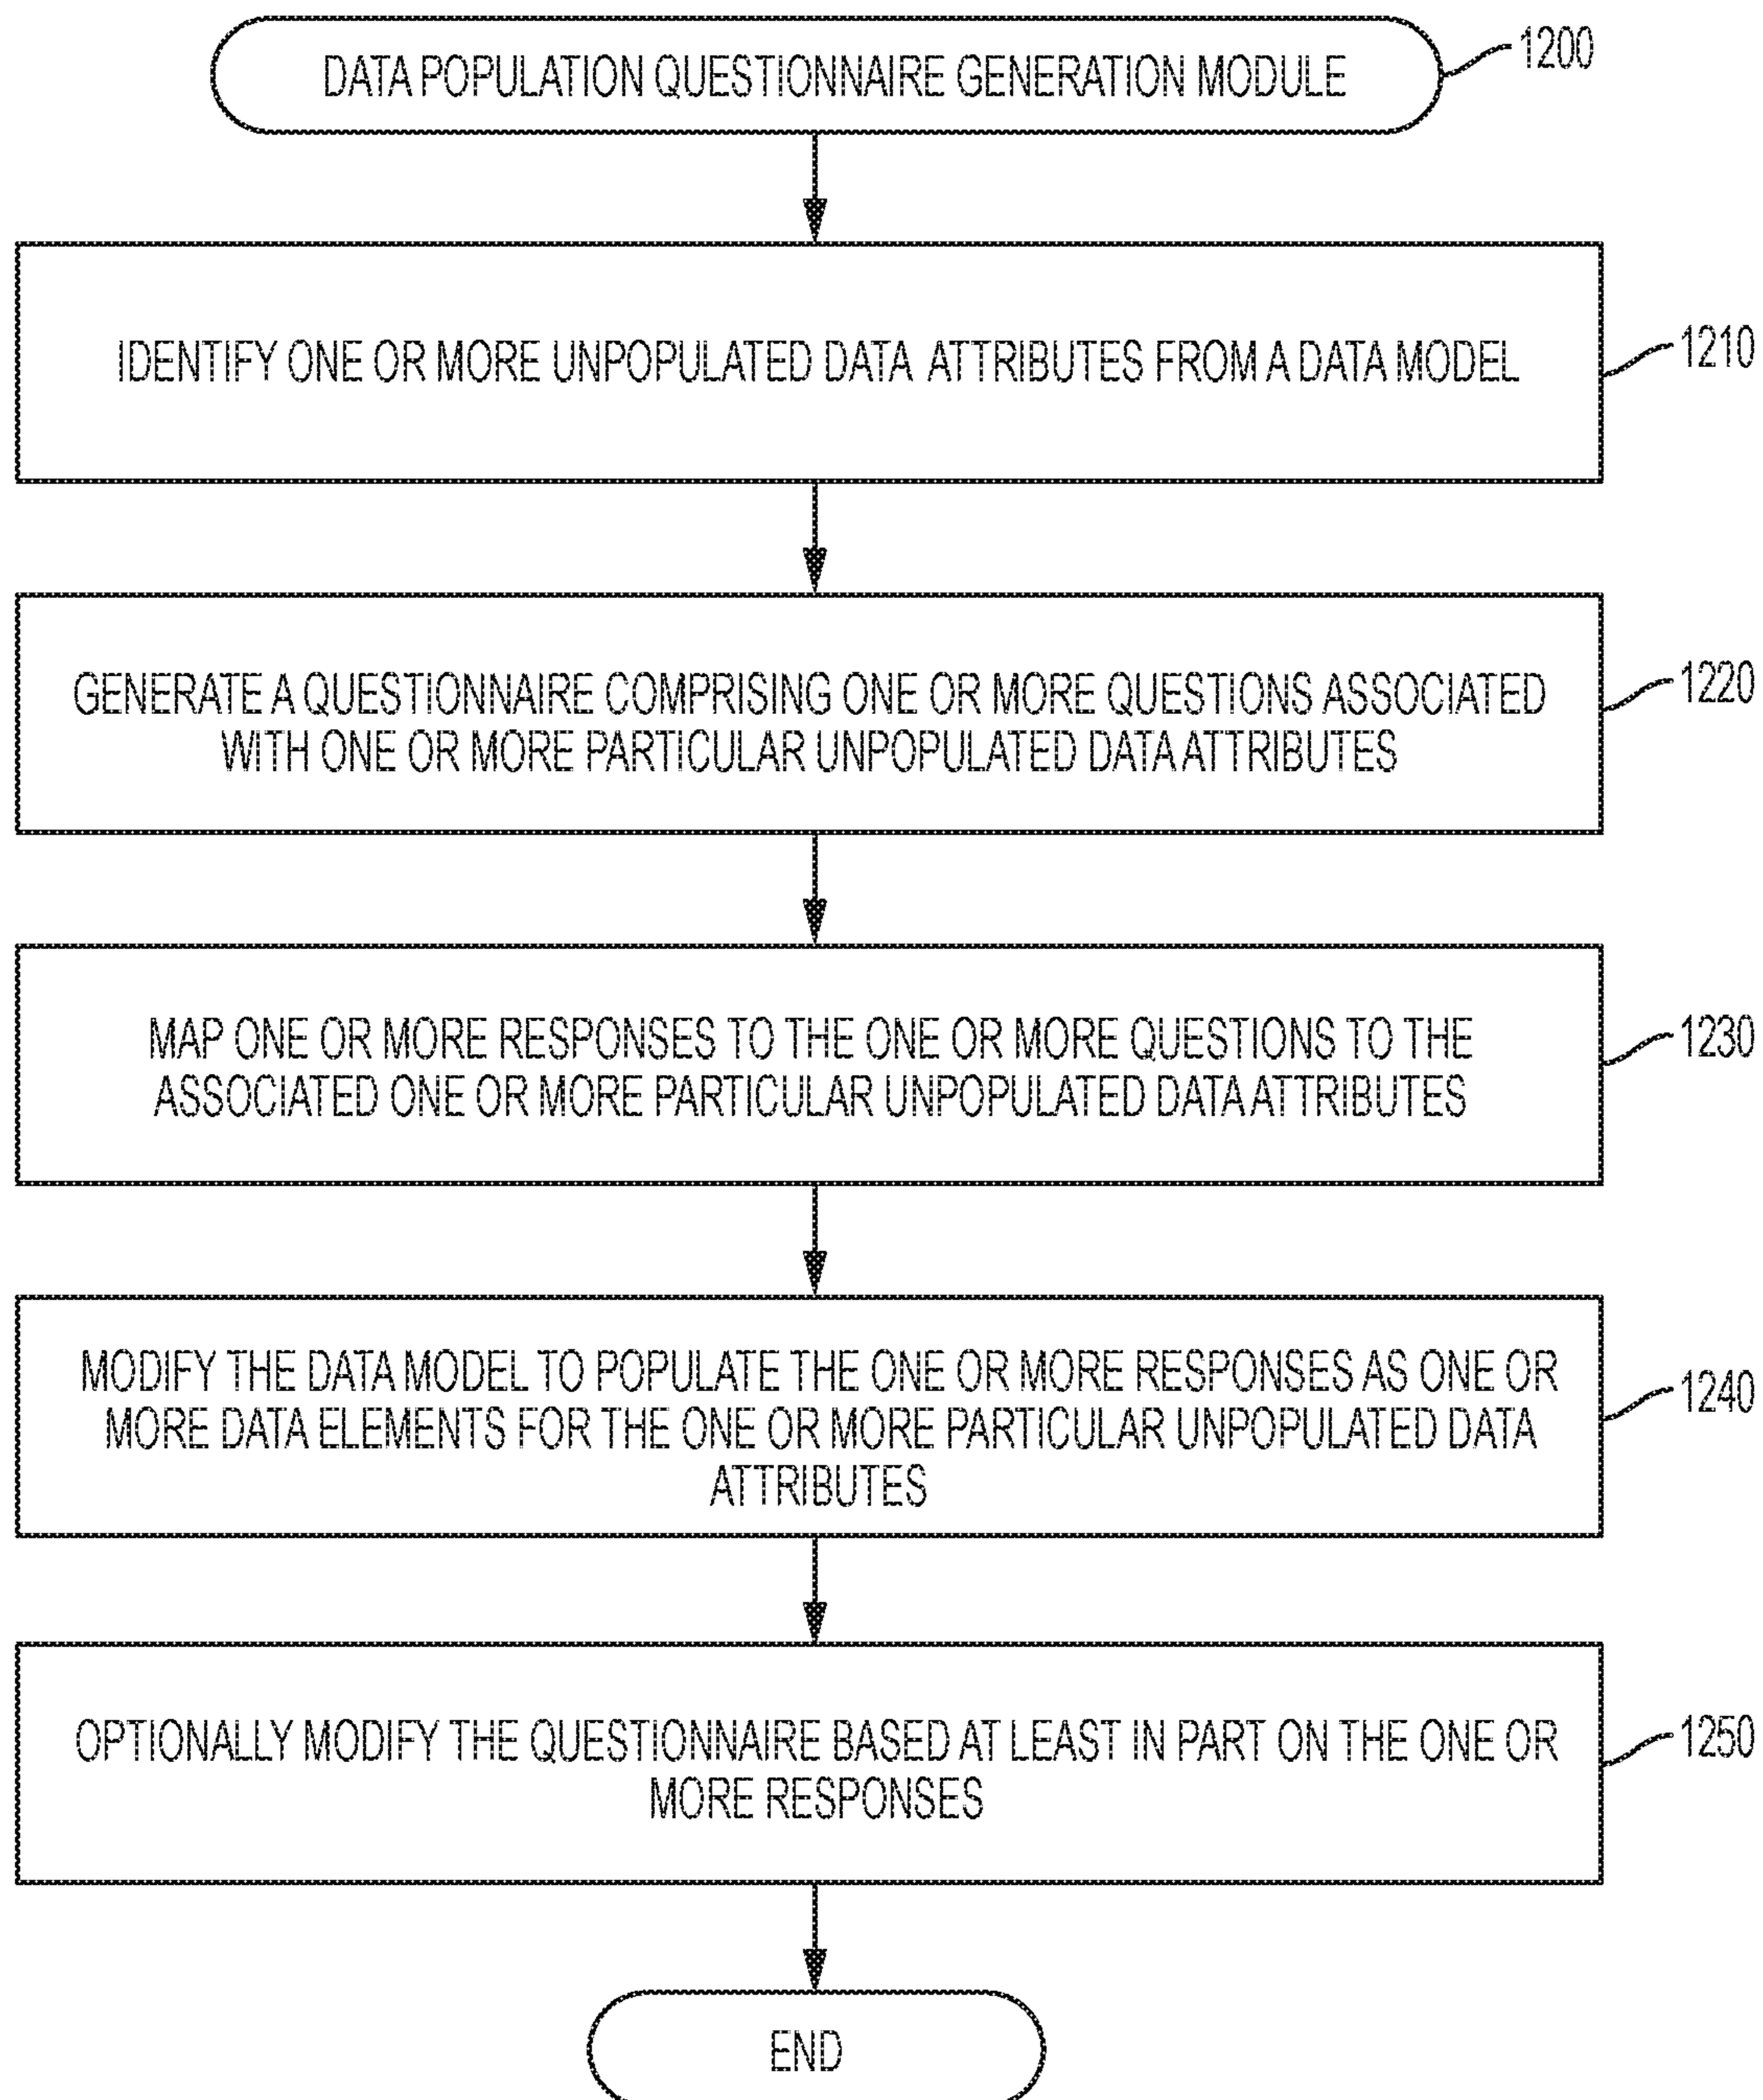 DATA POPULATION QUESTIONNAIRE GENERATION MODULE
1200
IDENTIFY ONE OR MORE UNPOPULATED DATA ATTRIBUTES FROM A DATA MODEL
1210
GENERATE A QUESTIONNAIRE COMPRISING ONE OR MORE QUESTIONS ASSOCIATED
WITH ONE OR MORE PARTICULAR UNPOPULATED DATA ATTRIBUTES
1220
MAP ONE OR MORE RESPONSES TO THE ONE OR MORE QUESTIONS TO THE
ASSOCIATED ONE OR MORE PARTICULAR UNPOPULATED DATA ATTRIBUTES
1230
MODIFY THE DATA MODEL TO POPULATE THE ONE OR MORE RESPONSES AS ONE OR
MORE DATA ELEMENTS FOR THE ONE OR MORE PARTICULAR UNPOPULATED DATA
ATTRIBUTES
1240
OPTIONALLY MODIFY THE QUESTIONNAIRE BASED AT LEAST IN PART ON THE ONE OR
MORE RESPONSES
1250
END